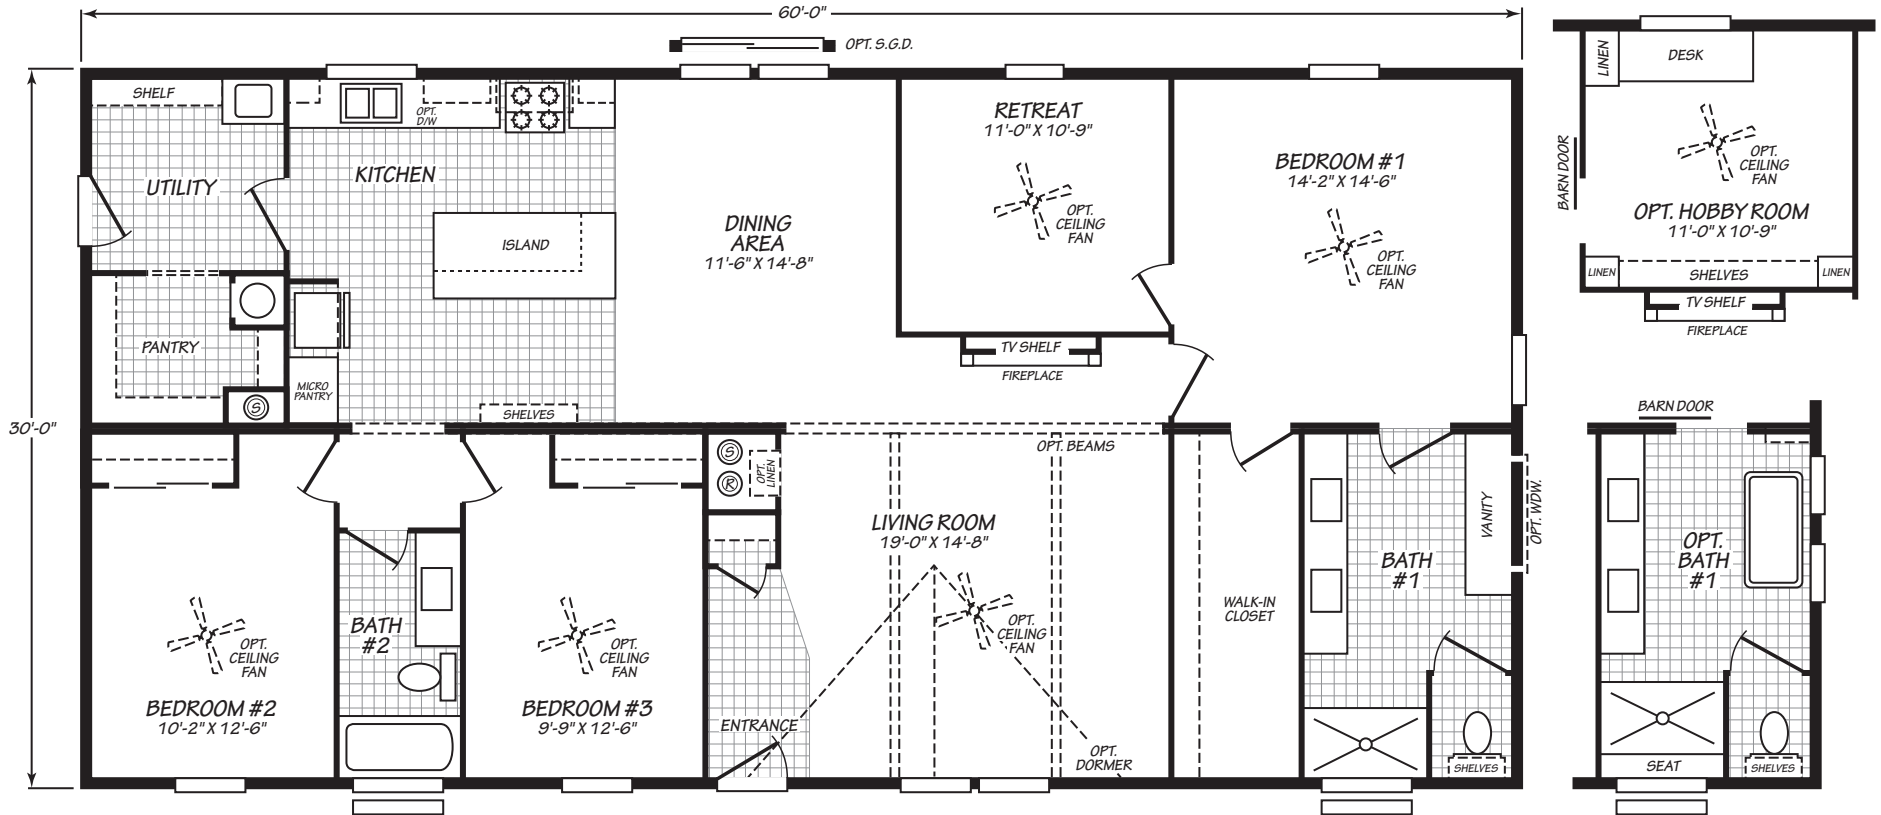 60'-0"
OPT. S.G.D.
30'-0"
SHELF
UTILITY
OPT.
D/W
KITCHEN
ISLAND
DINING
AREA
11'-6" X 14'-8"
RETREAT
11'-0" X 10'-9"
OPT.
CEILING
FAN
BEDROOM #1
14'-2" X 14'-6"
OPT.
CEILING
FAN
PANTRY
S
MICRO
PANTRY
SHELVES
TV SHELF
FIREPLACE
OPT. BEAMS
S
R
OPT.
LINEN
LIVING ROOM
19'-0" X 14'-8"
OPT.
CEILING
FAN
OPT.
DORMER
ENTRANCE
BEDROOM #2
10'-2" X 12'-6"
OPT.
CEILING
FAN
BATH
#2
BEDROOM #3
9'-9" X 12'-6"
OPT.
CEILING
FAN
WALK-IN
CLOSET
BATH
#1
VANITY
OPT. WDW.
SHELVES
LINEN
DESK
BARN DOOR
OPT.
CEILING
FAN
OPT. HOBBY ROOM
11'-0" X 10'-9"
LINEN
SHELVES
LINEN
TV SHELF
FIREPLACE
BARN DOOR
OPT.
BATH
#1
SEAT
SHELVES